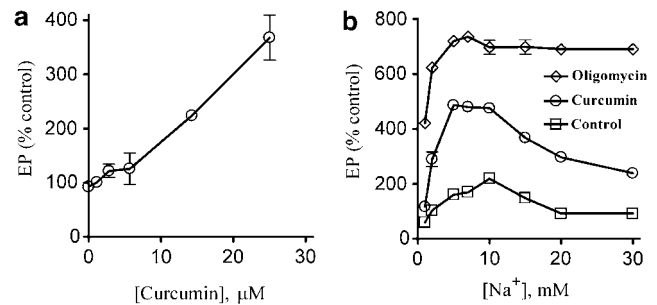 a
EP (% control)
400
300
200
100
0
0
10
20
30
[Curcumin], μM
b
EP (% control)
800
600
400
200
0
0
10
20
30
[Na⁺], mM
Oligomycin
Curcumin
Control